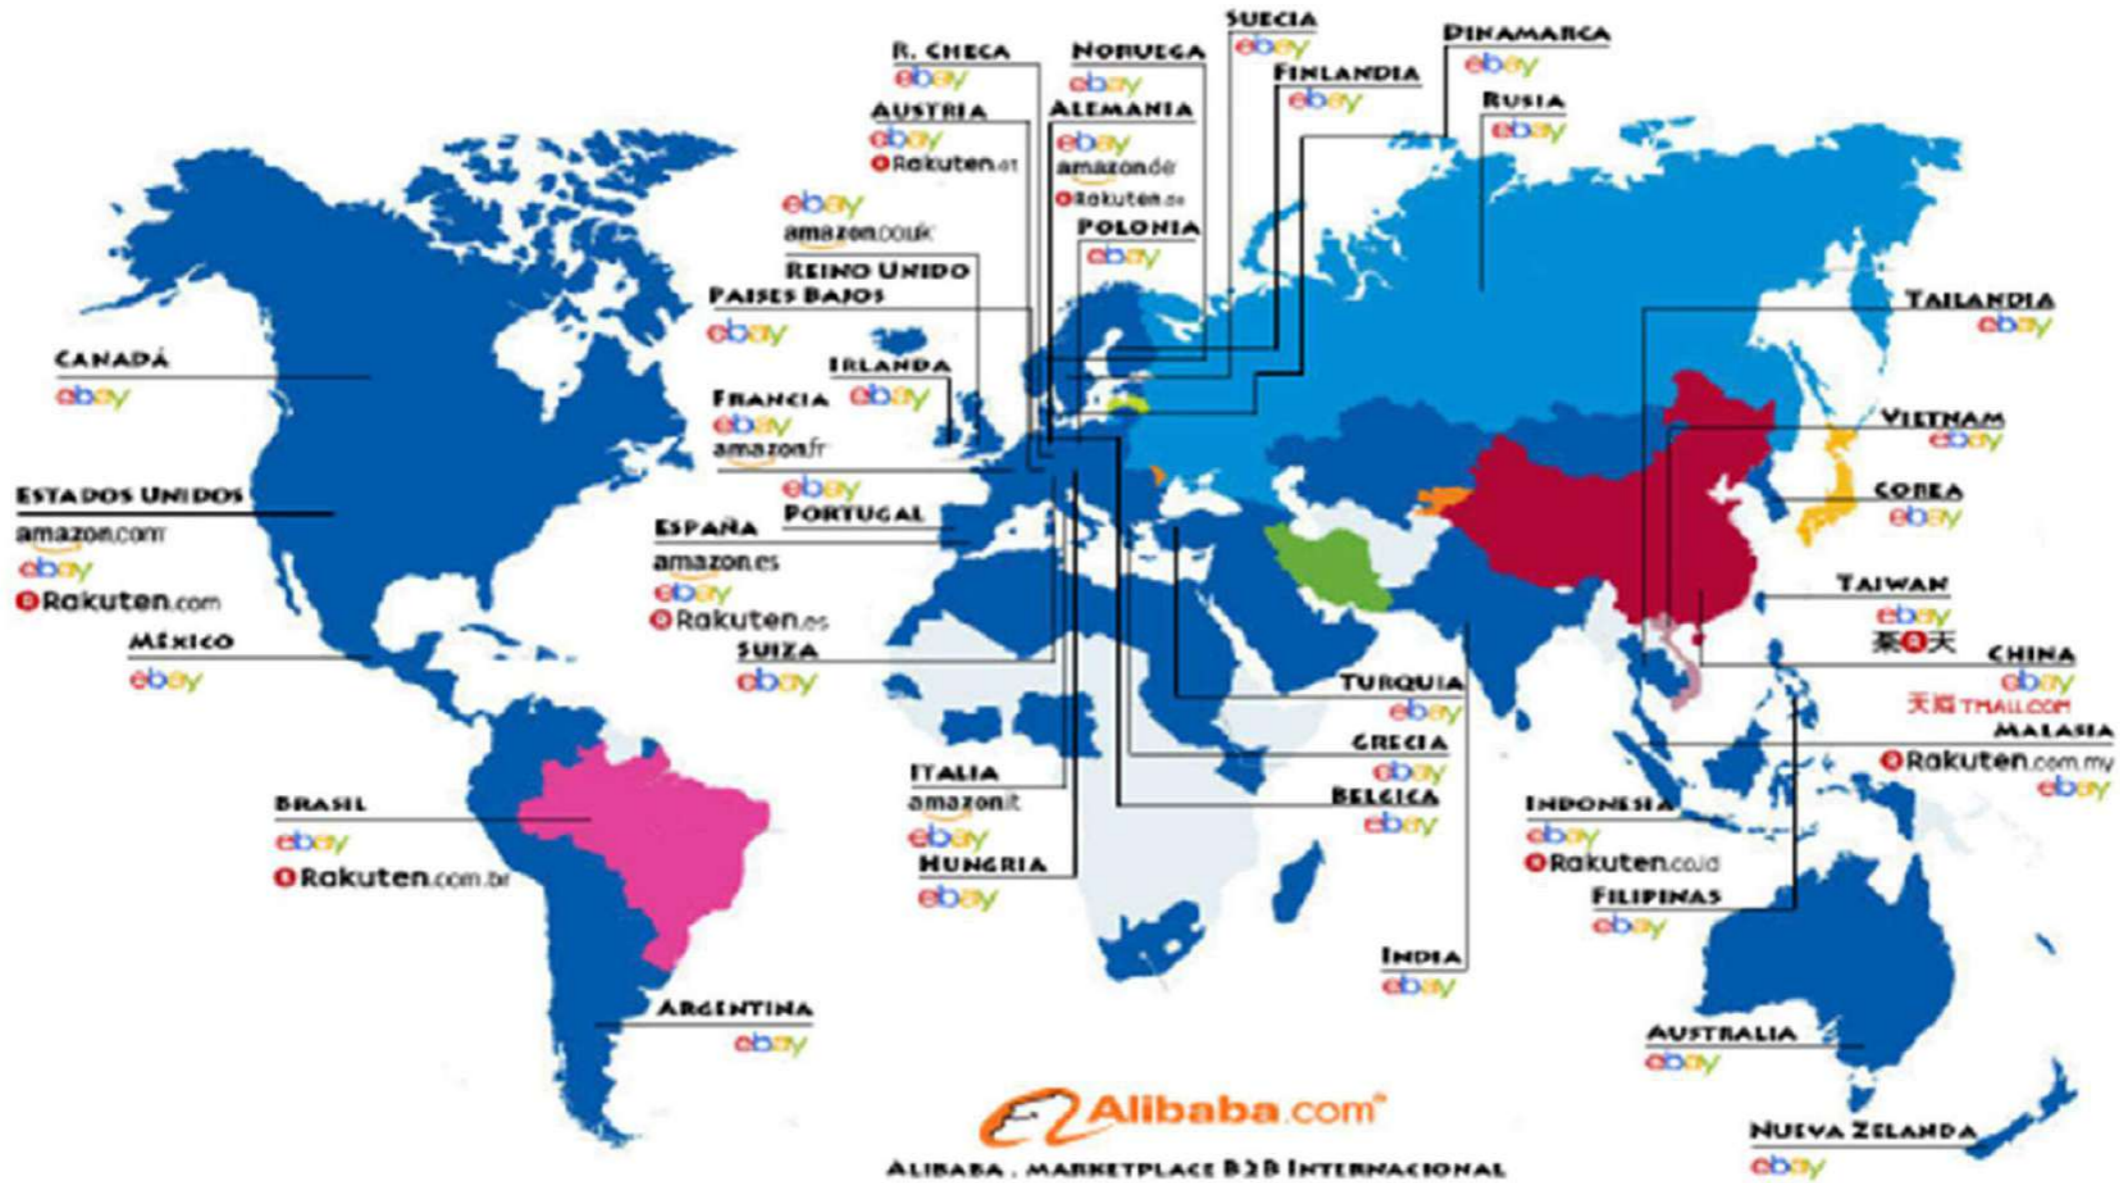 SUECIA
ebay
DINAMARCA
ebay
R. CHECA
ebay
NORUEGA
ebay
FINLANDIA
ebay
RUSIA
ebay
AUSTRIA
ebay
Rakuten.at
ALEMANIA
ebay
amazon.de
Rakuten.de
POLONIA
ebay
ebay
amazon.co.uk
REINO UNIDO
PAISES BAJOS
ebay
IRLANDA
ebay
FRANCIA
ebay
amazon.fr
ebay
PORTUGAL
ESPAÑA
amazon.es
ebay
Rakuten.es
SUIZA
ebay
CANADÁ
ebay
ESTADOS UNIDOS
amazon.com
ebay
Rakuten.com
MÉXICO
ebay
BRASIL
ebay
Rakuten.com.br
ARGENTINA
ebay
ITALIA
amazon.it
ebay
HUNGRIA
ebay
TURQUIA
ebay
GRECIA
ebay
BELGICA
ebay
INDIA
ebay
TAILANDIA
ebay
VIETNAM
ebay
COREA
ebay
TAIWAN
ebay
楽R天
CHINA
ebay
天猫 TMALL.COM
MALASIA
Rakuten.com.my
ebay
INDONESIA
ebay
Rakuten.co.id
FILIPINAS
ebay
AUSTRALIA
ebay
NUEVA ZELANDA
ebay
Alibaba.com®
ALIBABA . MARKETPLACE B2B INTERNACIONAL